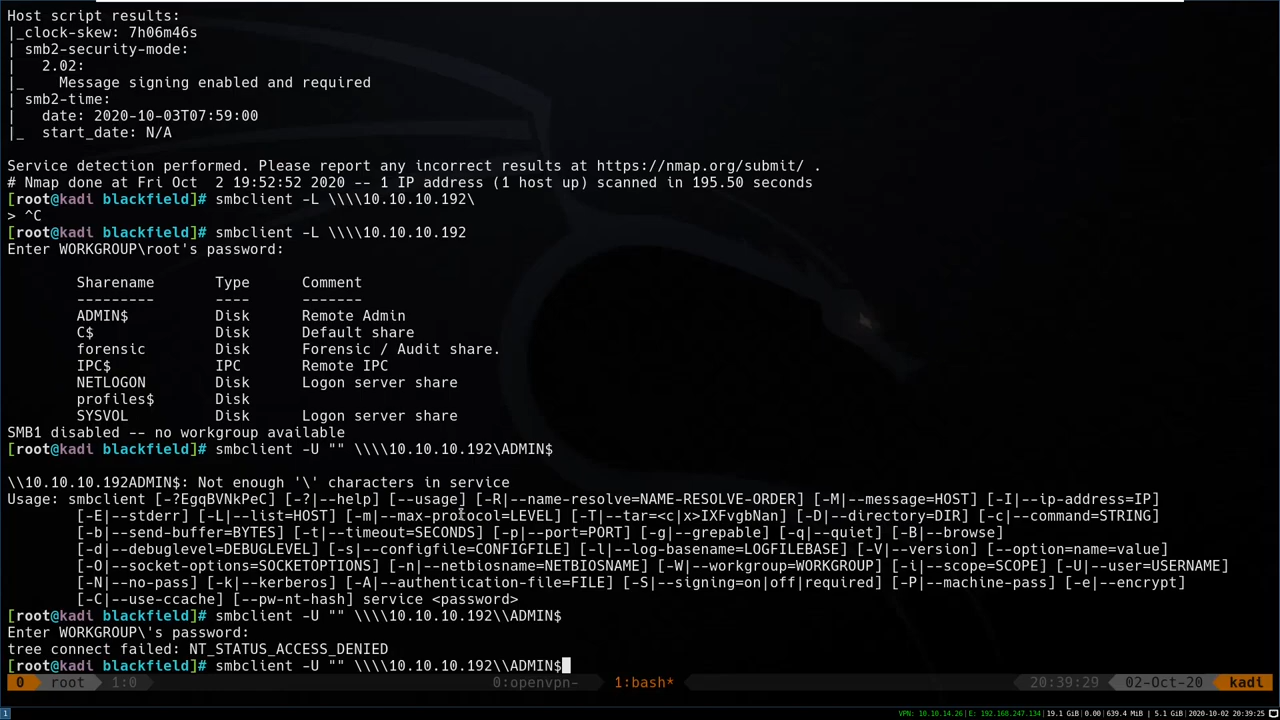 Host script results:
|_clock-skew: 7h06m46s
| smb2-security-mode:
|   2.02:
|_    Message signing enabled and required
| smb2-time:
|   date: 2020-10-03T07:59:00
|_  start_date: N/A
Service detection performed. Please report any incorrect results at https://nmap.org/submit/ .
# Nmap done at Fri Oct  2 19:52:52 2020 -- 1 IP address (1 host up) scanned in 195.50 seconds
[root@kadi blackfield]# smbclient -L \\\\10.10.10.192\
> ^C
[root@kadi blackfield]# smbclient -L \\\\10.10.10.192
Enter WORKGROUP\root's password:
Sharename       Type      Comment
---------       ----      -------
ADMIN$          Disk      Remote Admin
C$              Disk      Default share
forensic        Disk      Forensic / Audit share.
IPC$            IPC       Remote IPC
NETLOGON        Disk      Logon server share
profiles$       Disk
SYSVOL          Disk      Logon server share
SMB1 disabled -- no workgroup available
[root@kadi blackfield]# smbclient -U "" \\\\10.10.10.192\ADMIN$
\\10.10.10.192ADMIN$: Not enough '\' characters in service
Usage: smbclient [-?EgqBVNkPeC] [-?|--help] [--usage] [-R|--name-resolve=NAME-RESOLVE-ORDER] [-M|--message=HOST] [-I|--ip-address=IP]
[-E|--stderr] [-L|--list=HOST] [-m|--max-protocol=LEVEL] [-T|--tar=<c|x>IXFvgbNan] [-D|--directory=DIR] [-c|--command=STRING]
[-b|--send-buffer=BYTES] [-t|--timeout=SECONDS] [-p|--port=PORT] [-g|--grepable] [-q|--quiet] [-B|--browse]
[-d|--debuglevel=DEBUGLEVEL] [-s|--configfile=CONFIGFILE] [-l|--log-basename=LOGFILEBASE] [-V|--version] [--option=name=value]
[-O|--socket-options=SOCKETOPTIONS] [-n|--netbiosname=NETBIOSNAME] [-W|--workgroup=WORKGROUP] [-i|--scope=SCOPE] [-U|--user=USERNAME]
[-N|--no-pass] [-k|--kerberos] [-A|--authentication-file=FILE] [-S|--signing=on|off|required] [-P|--machine-pass] [-e|--encrypt]
[-C|--use-ccache] [--pw-nt-hash] service <password>
[root@kadi blackfield]# smbclient -U "" \\\\10.10.10.192\\ADMIN$
Enter WORKGROUP\'s password:
tree connect failed: NT_STATUS_ACCESS_DENIED
[root@kadi blackfield]# smbclient -U "" \\\\10.10.10.192\\ADMIN$
0 root 1:0 0:openvpn- 1:bash* 20:39:29 02-Oct-20 kadi
1 VPN: 10.10.14.26|E: 192.168.247.134|19.1 GiB|0.00|639.4 MiB | 5.1 GiB|2020-10-02 20:39:25